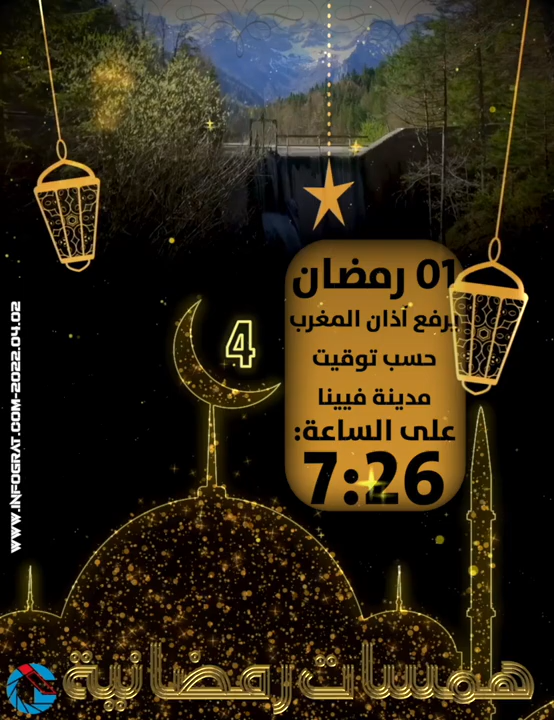 01 رمضان
يرفع آذان المغرب
حسب توقيت
مدينة فيينا
على الساعة:
7:26
4
WWW.INFOGRAT.COM-2022.04.02
همسات رمضانية